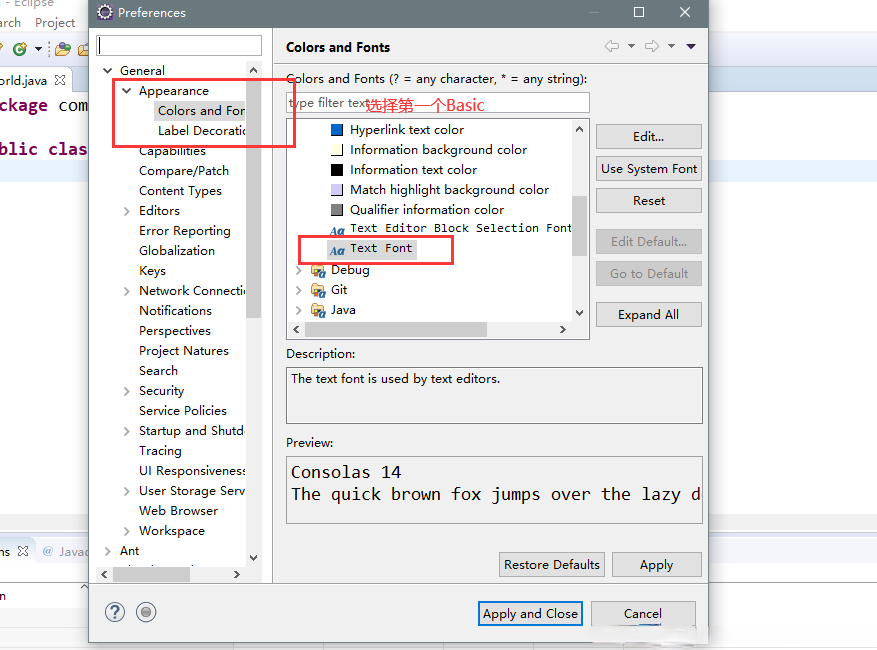 - Eclipse
Preferences
arch Project
Colors and Fonts
General
Colors and Fonts (? = any character, * = any string):
orld.java
Appearance
type filter text
选择第一个Basic
ckage com
Colors and Fon
Label Decoratio
blic clas
Capabilities
Compare/Patch
Content Types
Editors
Error Reporting
Globalization
Keys
Network Connectio
Notifications
Perspectives
Project Natures
Search
Security
Service Policies
Startup and Shutd
Tracing
UI Responsiveness
User Storage Serv
Web Browser
Workspace
Ant
Hyperlink text color
Information background color
Information text color
Match highlight background color
Qualifier information color
Aa Text Editor Block Selection Font
Aa Text Font
Debug
Git
Java
Edit...
Use System Font
Reset
Edit Default...
Go to Default
Expand All
Description:
The text font is used by text editors.
Preview:
Consolas 14
The quick brown fox jumps over the lazy d
ns
@ Javad
n
Restore Defaults
Apply
?
Apply and Close
Cancel